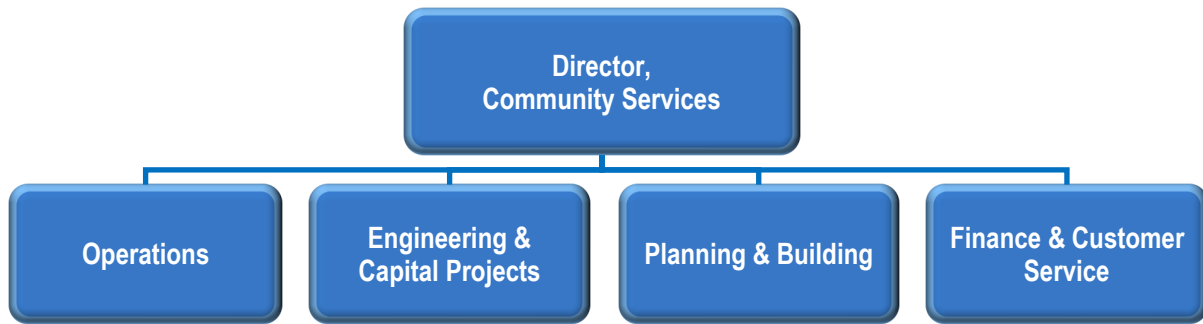 Director,
Community Services
Operations
Engineering &
Capital Projects
Planning & Building
Finance & Customer
Service